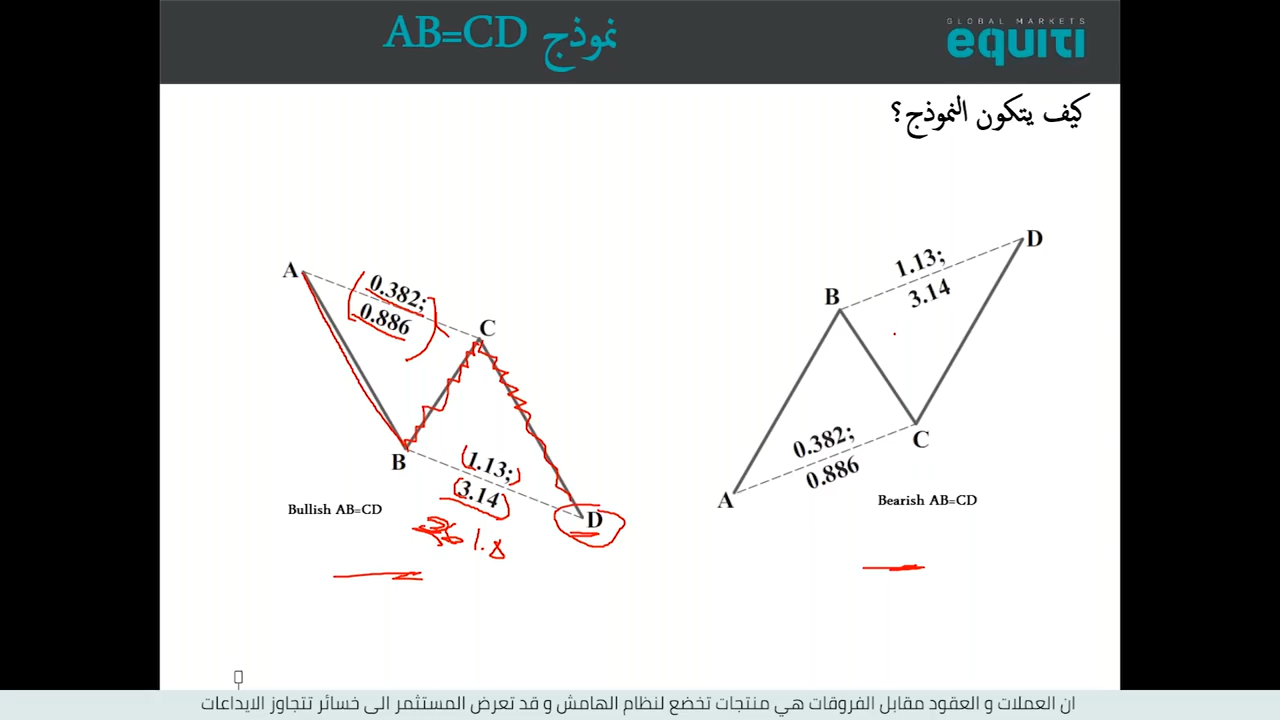 نموذج AB=CD
GLOBAL MARKETS
equiti
كيف يتكون النموذج؟
A
0.382;
0.886
C
B
1.13;
3.14
D
1.8
Bullish AB=CD
D
1.13;
3.14
B
0.382;
0.886
C
A
Bearish AB=CD
ان العملات و العقود مقابل الفروقات هي منتجات تخضع لنظام الهامش و قد تعرض المستثمر الى خسائر تتجاوز الايداعات